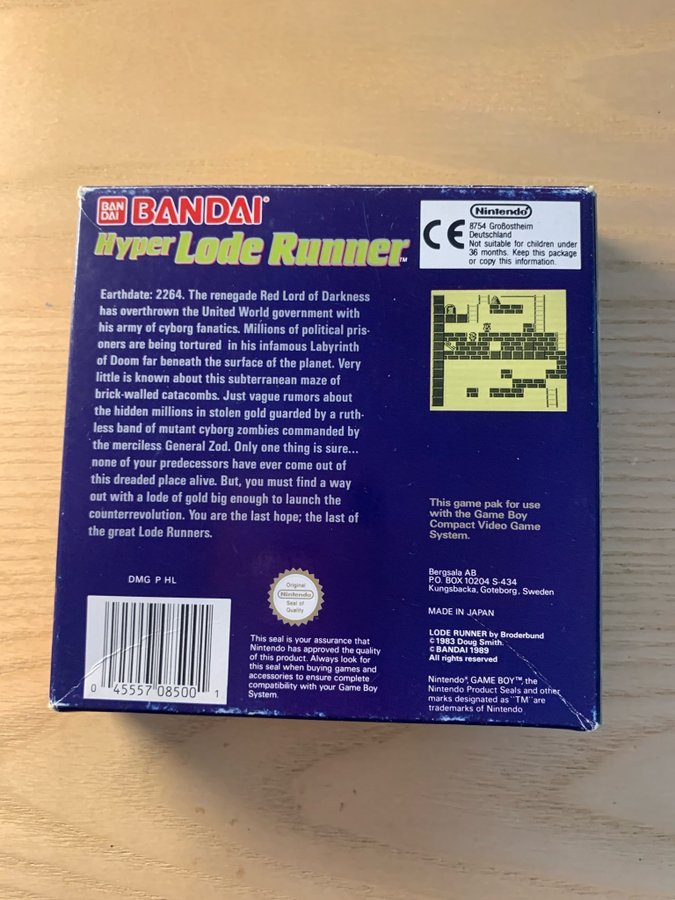 BAN
DAI
BANDAI®
Hyper Lode Runner™
Nintendo®
CE
8754 Großostheim
Deutschland
Not suitable for children under
36 months. Keep this package
or copy this information.
Earthdate: 2264. The renegade Red Lord of Darkness
has overthrown the United World government with
his army of cyborg fanatics. Millions of political pris-
oners are being tortured in his infamous Labyrinth
of Doom far beneath the surface of the planet. Very
little is known about this subterranean maze of
brick-walled catacombs. Just vague rumors about
the hidden millions in stolen gold guarded by a ruth-
less band of mutant cyborg zombies commanded by
the merciless General Zod. Only one thing is sure...
none of your predecessors have ever come out of
this dreaded place alive. But, you must find a way
out with a lode of gold big enough to launch the
counterrevolution. You are the last hope; the last of
the great Lode Runners.
This game pak for use
with the Game Boy
Compact Video Game
System.
DMG P HL
0 45557 08500 1
Original
Nintendo
Seal of
Quality
This seal is your assurance that
Nintendo has approved the quality
of this product. Always look for
this seal when buying games and
accessories to ensure complete
compatibility with your Game Boy
System.
Bergsala AB
P.O. BOX 10204 S-434
Kungsbacka, Goteborg, Sweden
MADE IN JAPAN
LODE RUNNER by Broderbund
©1983 Doug Smith.
©BANDAI 1989
All rights reserved
Nintendo®, GAME BOY™, the
Nintendo Product Seals and other
marks designated as "TM" are
trademarks of Nintendo